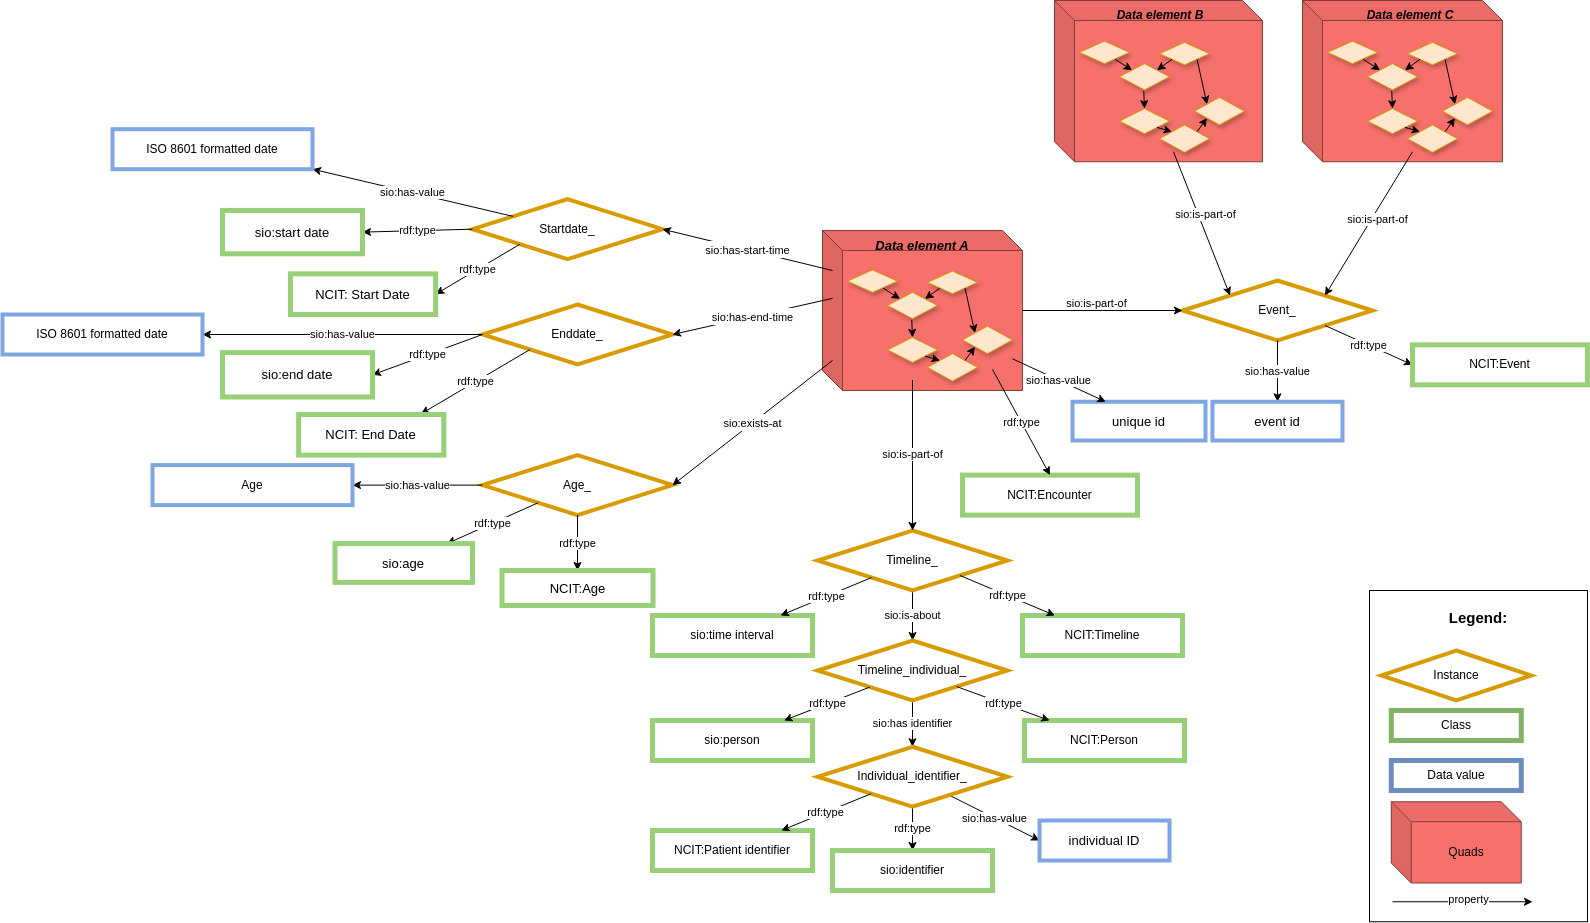 Data element B
Data element C
ISO 8601 formatted date
sio:has-value
sio:start date
rdf:type
Startdate_
sio:is-part-of
sio:is-part-of
sio:has-start-time
Data element A
rdf:type
NCIT: Start Date
sio:is-part-of
Event_
sio:has-end-time
ISO 8601 formatted date
sio:has-value
Enddate_
rdf:type
rdf:type
NCIT:Event
sio:end date
rdf:type
sio:has-value
sio:has-value
unique id
event id
NCIT: End Date
sio:exists-at
rdf:type
sio:is-part-of
Age
sio:has-value
Age_
NCIT:Encounter
rdf:type
rdf:type
sio:age
NCIT:Age
Timeline_
rdf:type
rdf:type
sio:is-about
sio:time interval
NCIT:Timeline
Timeline_individual_
rdf:type
rdf:type
sio:has identifier
sio:person
NCIT:Person
Individual_identifier_
rdf:type
rdf:type
sio:has-value
NCIT:Patient identifier
sio:identifier
individual ID
Legend:
Instance
Class
Data value
Quads
property